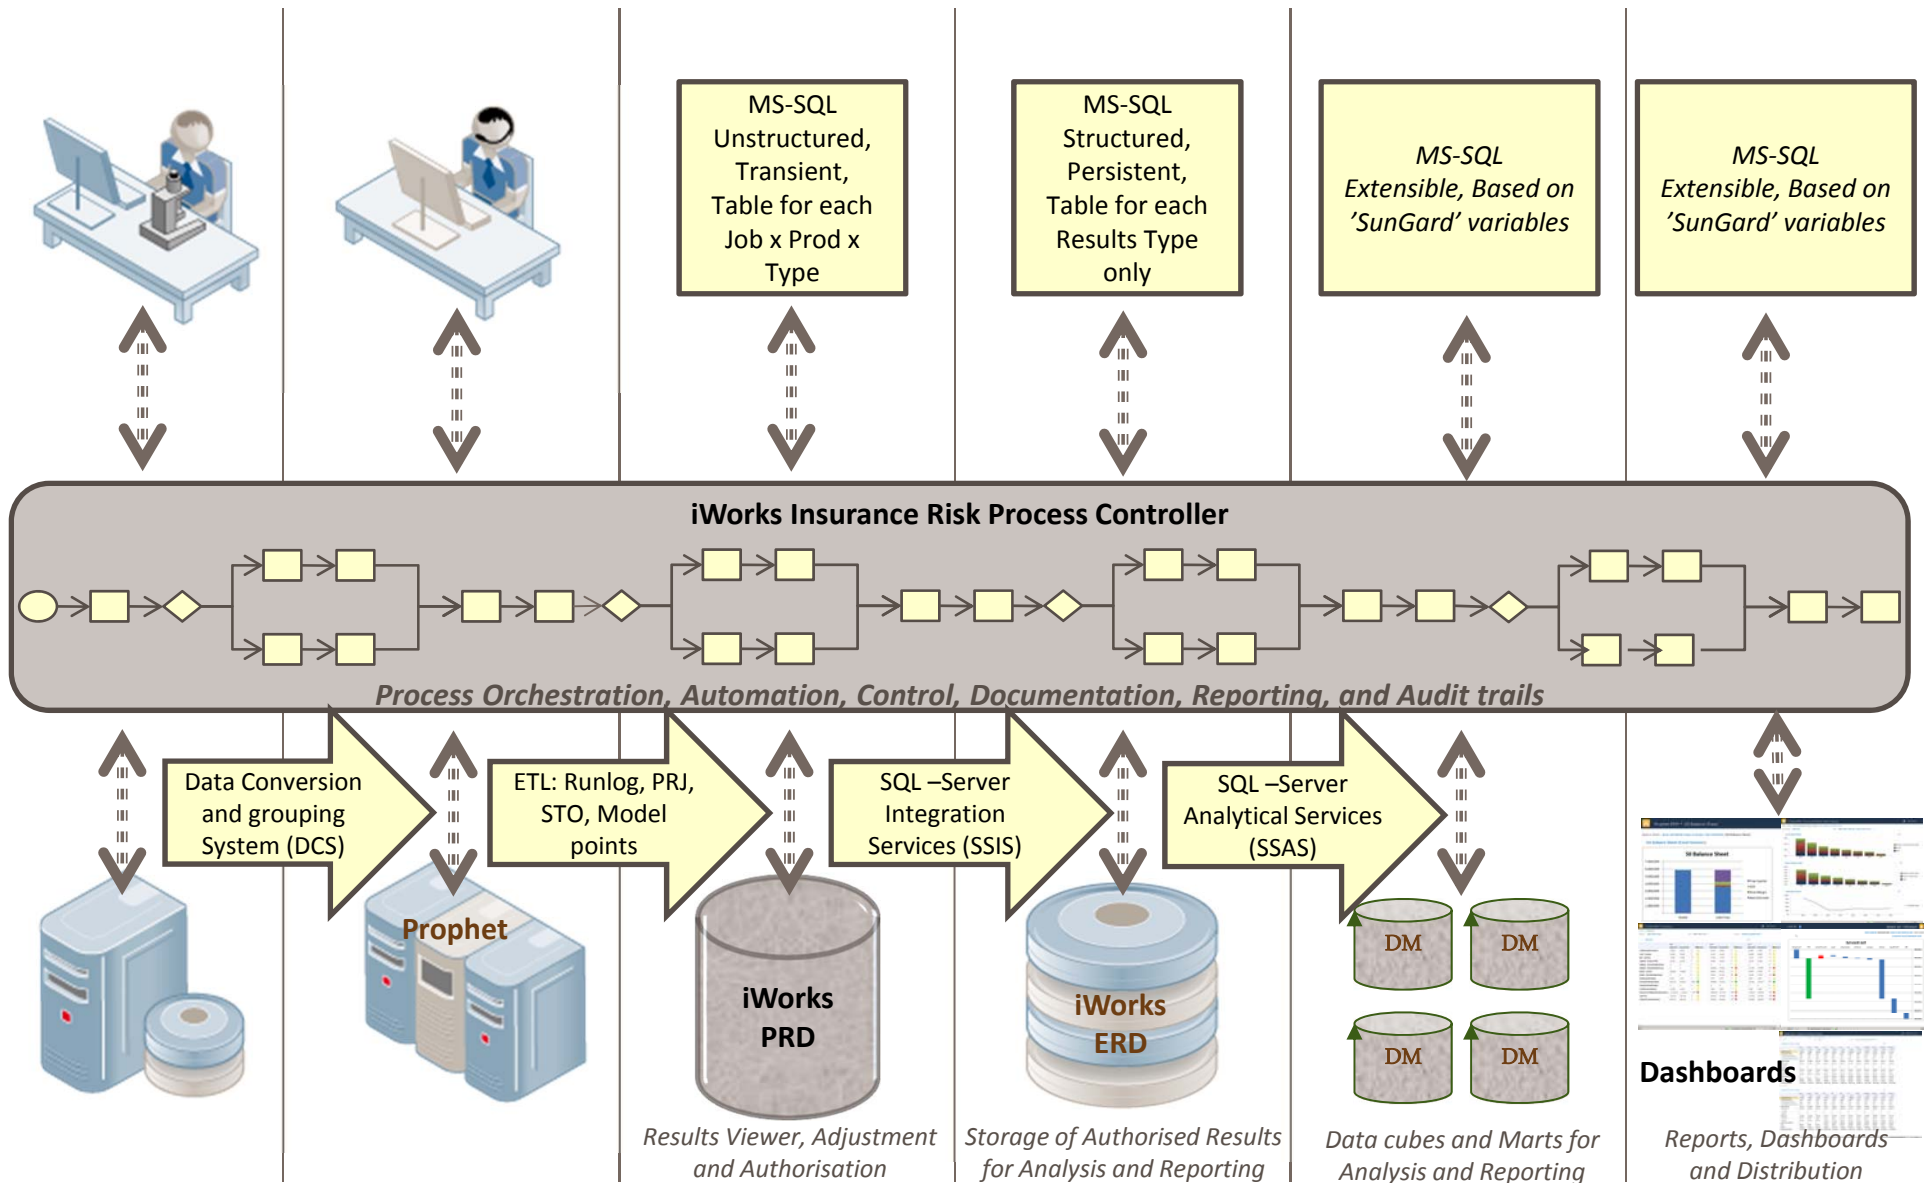 MS-SQL
Unstructured,
Transient,
Table for each
Job x Prod x
Type
MS-SQL
Structured,
Persistent,
Table for each
Results Type
only
MS-SQL
Extensible, Based on
’SunGard’ variables
MS-SQL
Extensible, Based on
’SunGard’ variables
iWorks Insurance Risk Process Controller
Process Orchestration, Automation, Control, Documentation, Reporting, and Audit trails
Data Conversion
and grouping
System (DCS)
ETL: Runlog, PRJ,
STO, Model
points
SQL –Server
Integration
Services (SSIS)
SQL –Server
Analytical Services
(SSAS)
Prophet
iWorks
PRD
iWorks
ERD
DM
DM
DM
DM
SII Balance Sheet
Dashboards
Results Viewer, Adjustment
and Authorisation
Storage of Authorised Results
for Analysis and Reporting
Data cubes and Marts for
Analysis and Reporting
Reports, Dashboards
and Distribution